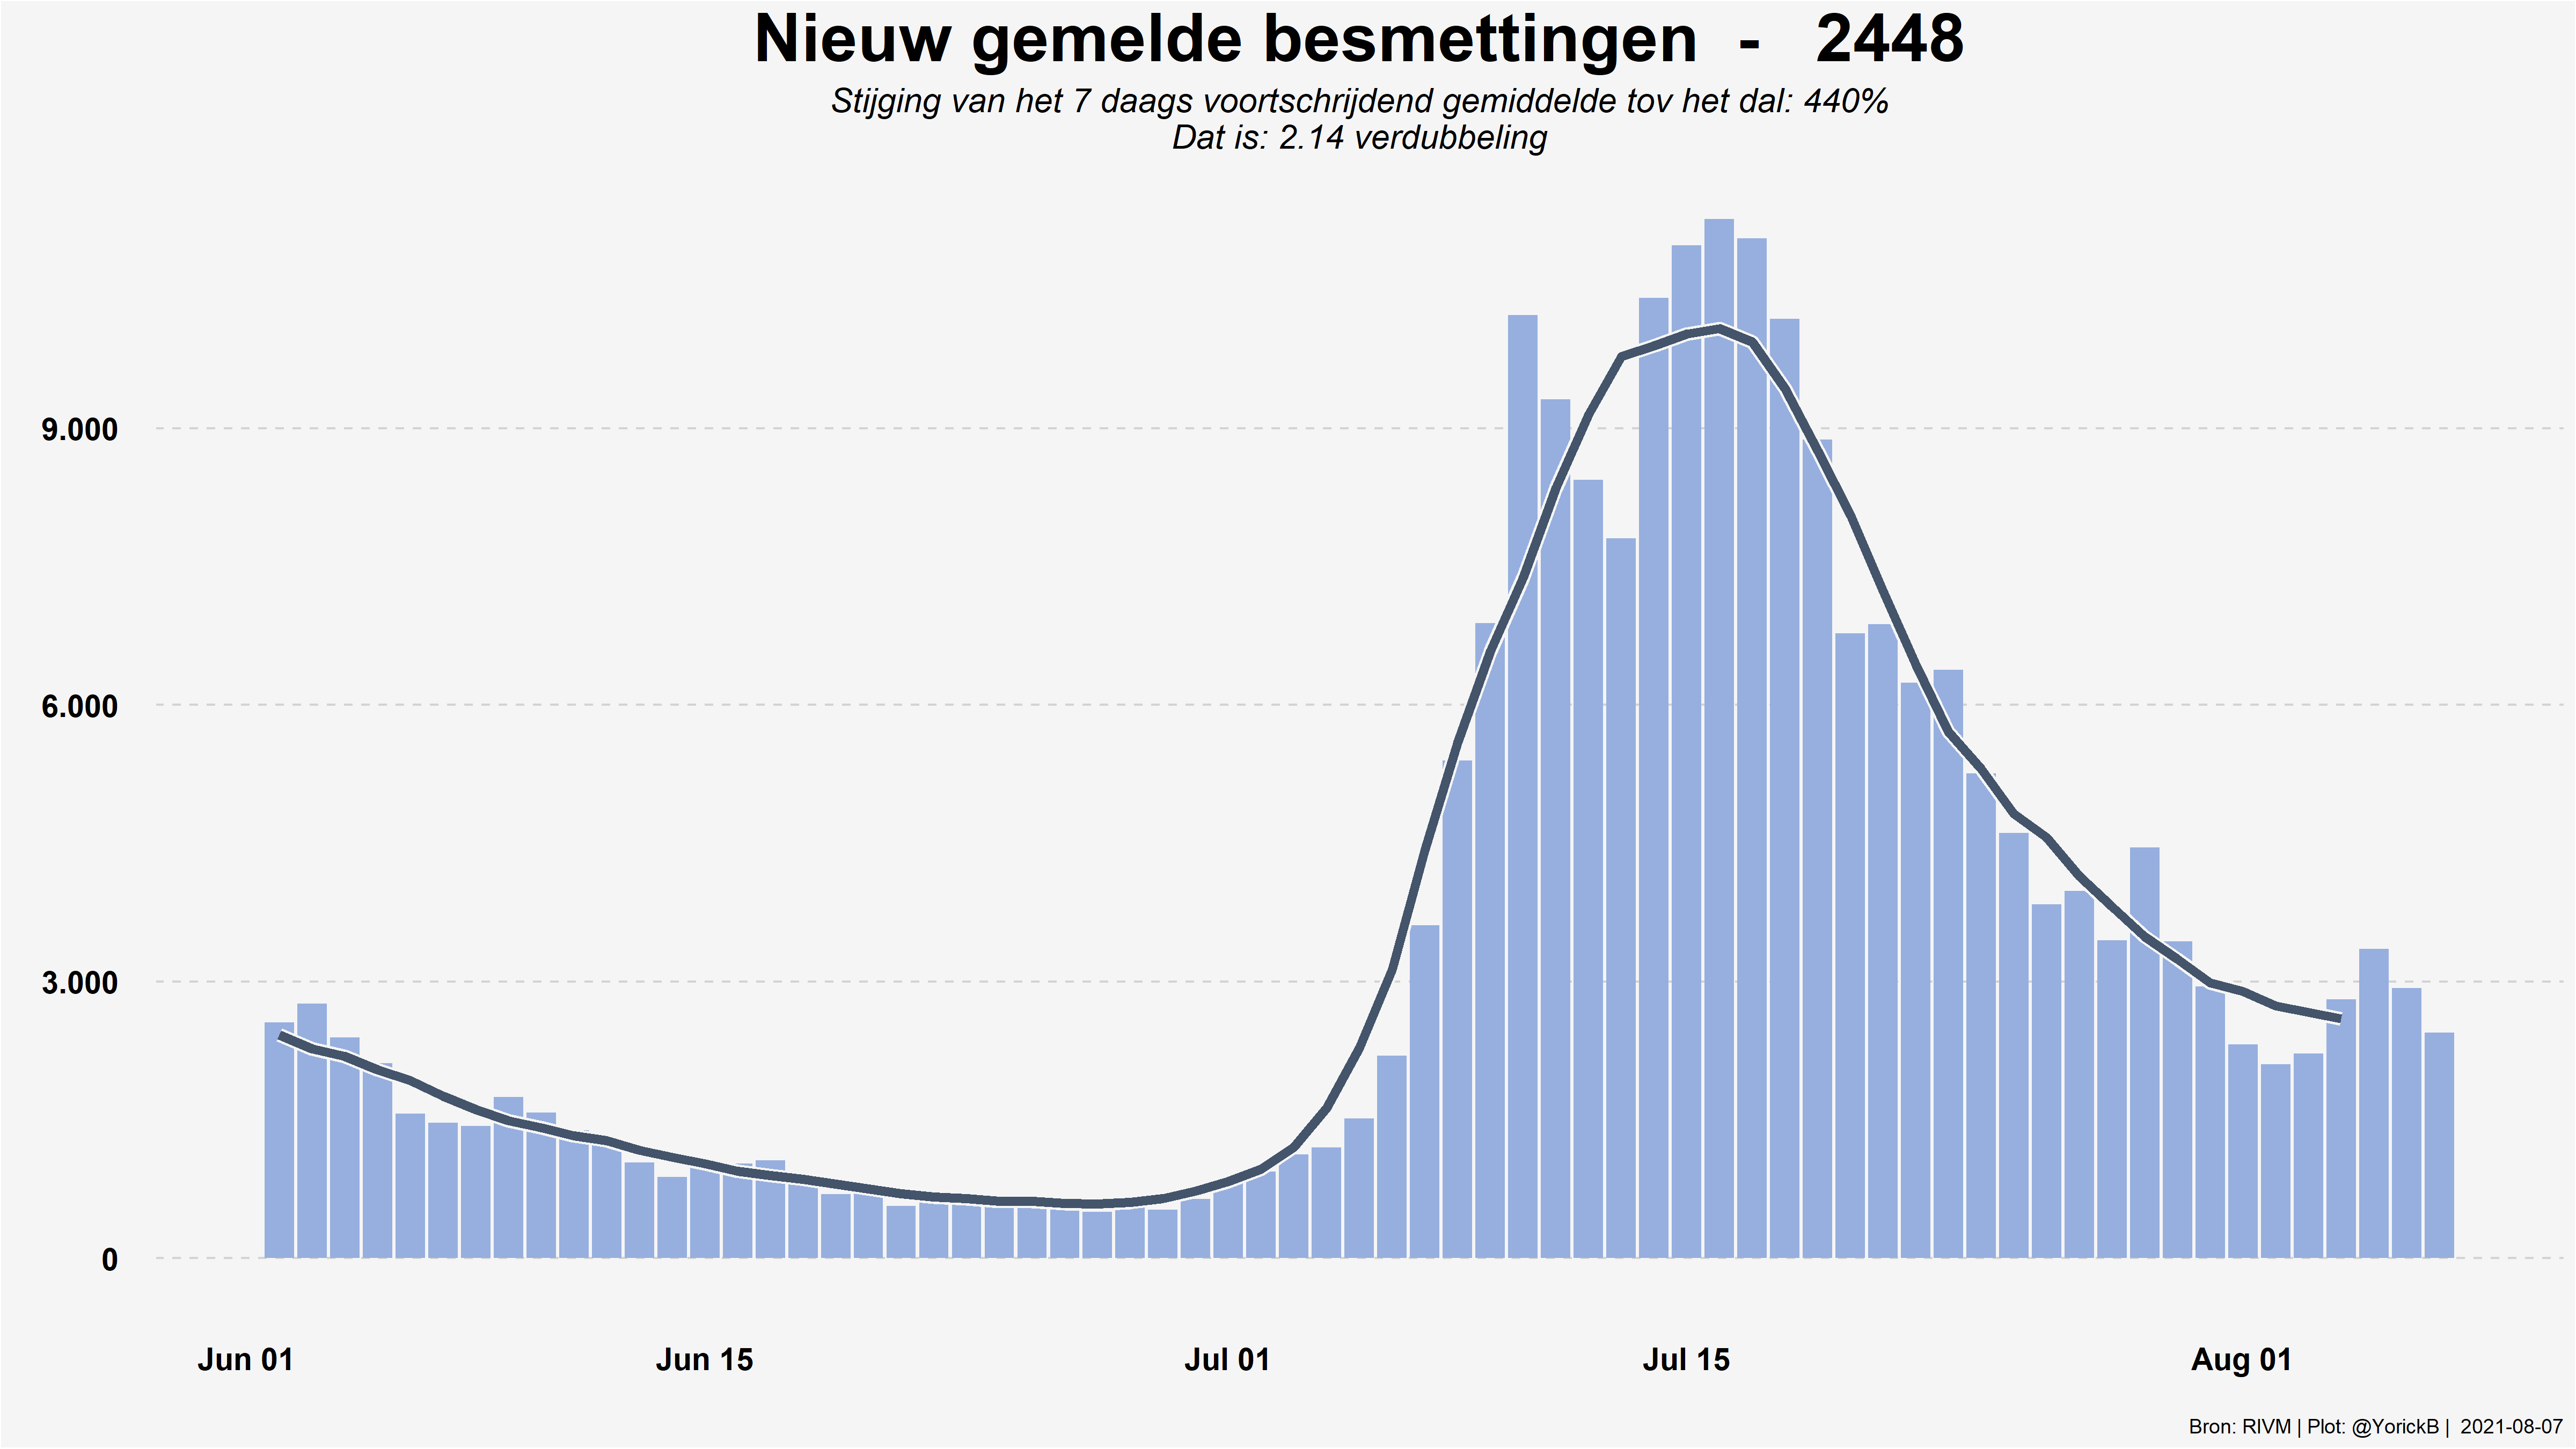 Nieuw gemelde besmettingen - 2448
Stijging van het 7 daags voortschrijdend gemiddelde tov het dal: 440%
Dat is: 2.14 verdubbeling
9.000
6.000
3.000
0
Jun 01 Jun 15 Jul 01 Jul 15 Aug 01
Bron: RIVM | Plot: @YorickB | 2021-08-07